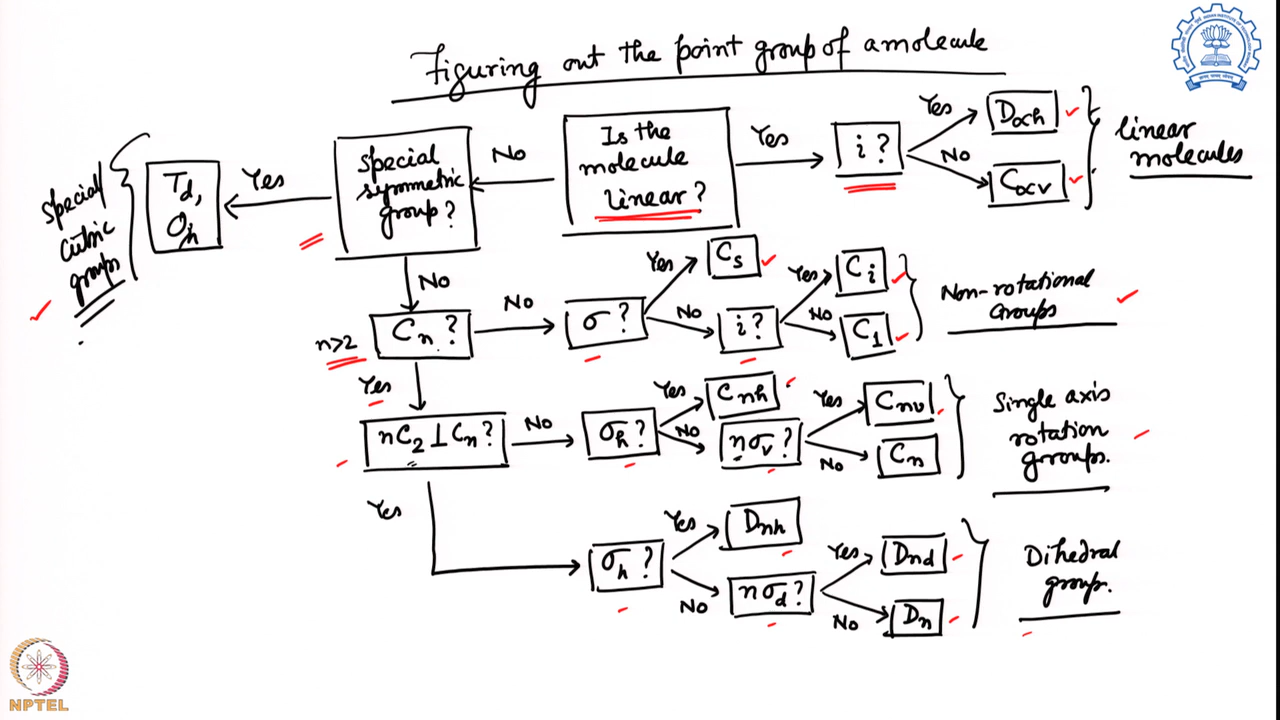 Figuring out the point group of a molecule
Is the
molecule
linear?
Yes
i?
Yes
D∞h
No
C∞v
linear
molecules
No
Special
symmetric
group?
Yes
Td,
Oh
Special
cubic
groups
No
n>2
Cn?
No
σ?
Yes
Cs
No
i?
Yes
Ci
No
C1
Non-rotational
Groups
Yes
nC2 ⊥ Cn?
No
σh?
Yes
Cnh
No
nσv?
Yes
Cnv
No
Cn
Single axis
rotation
groups.
Yes
σh?
Yes
Dnh
No
nσd?
Yes
Dnd
No
Dn
Dihedral
group.
NPTEL